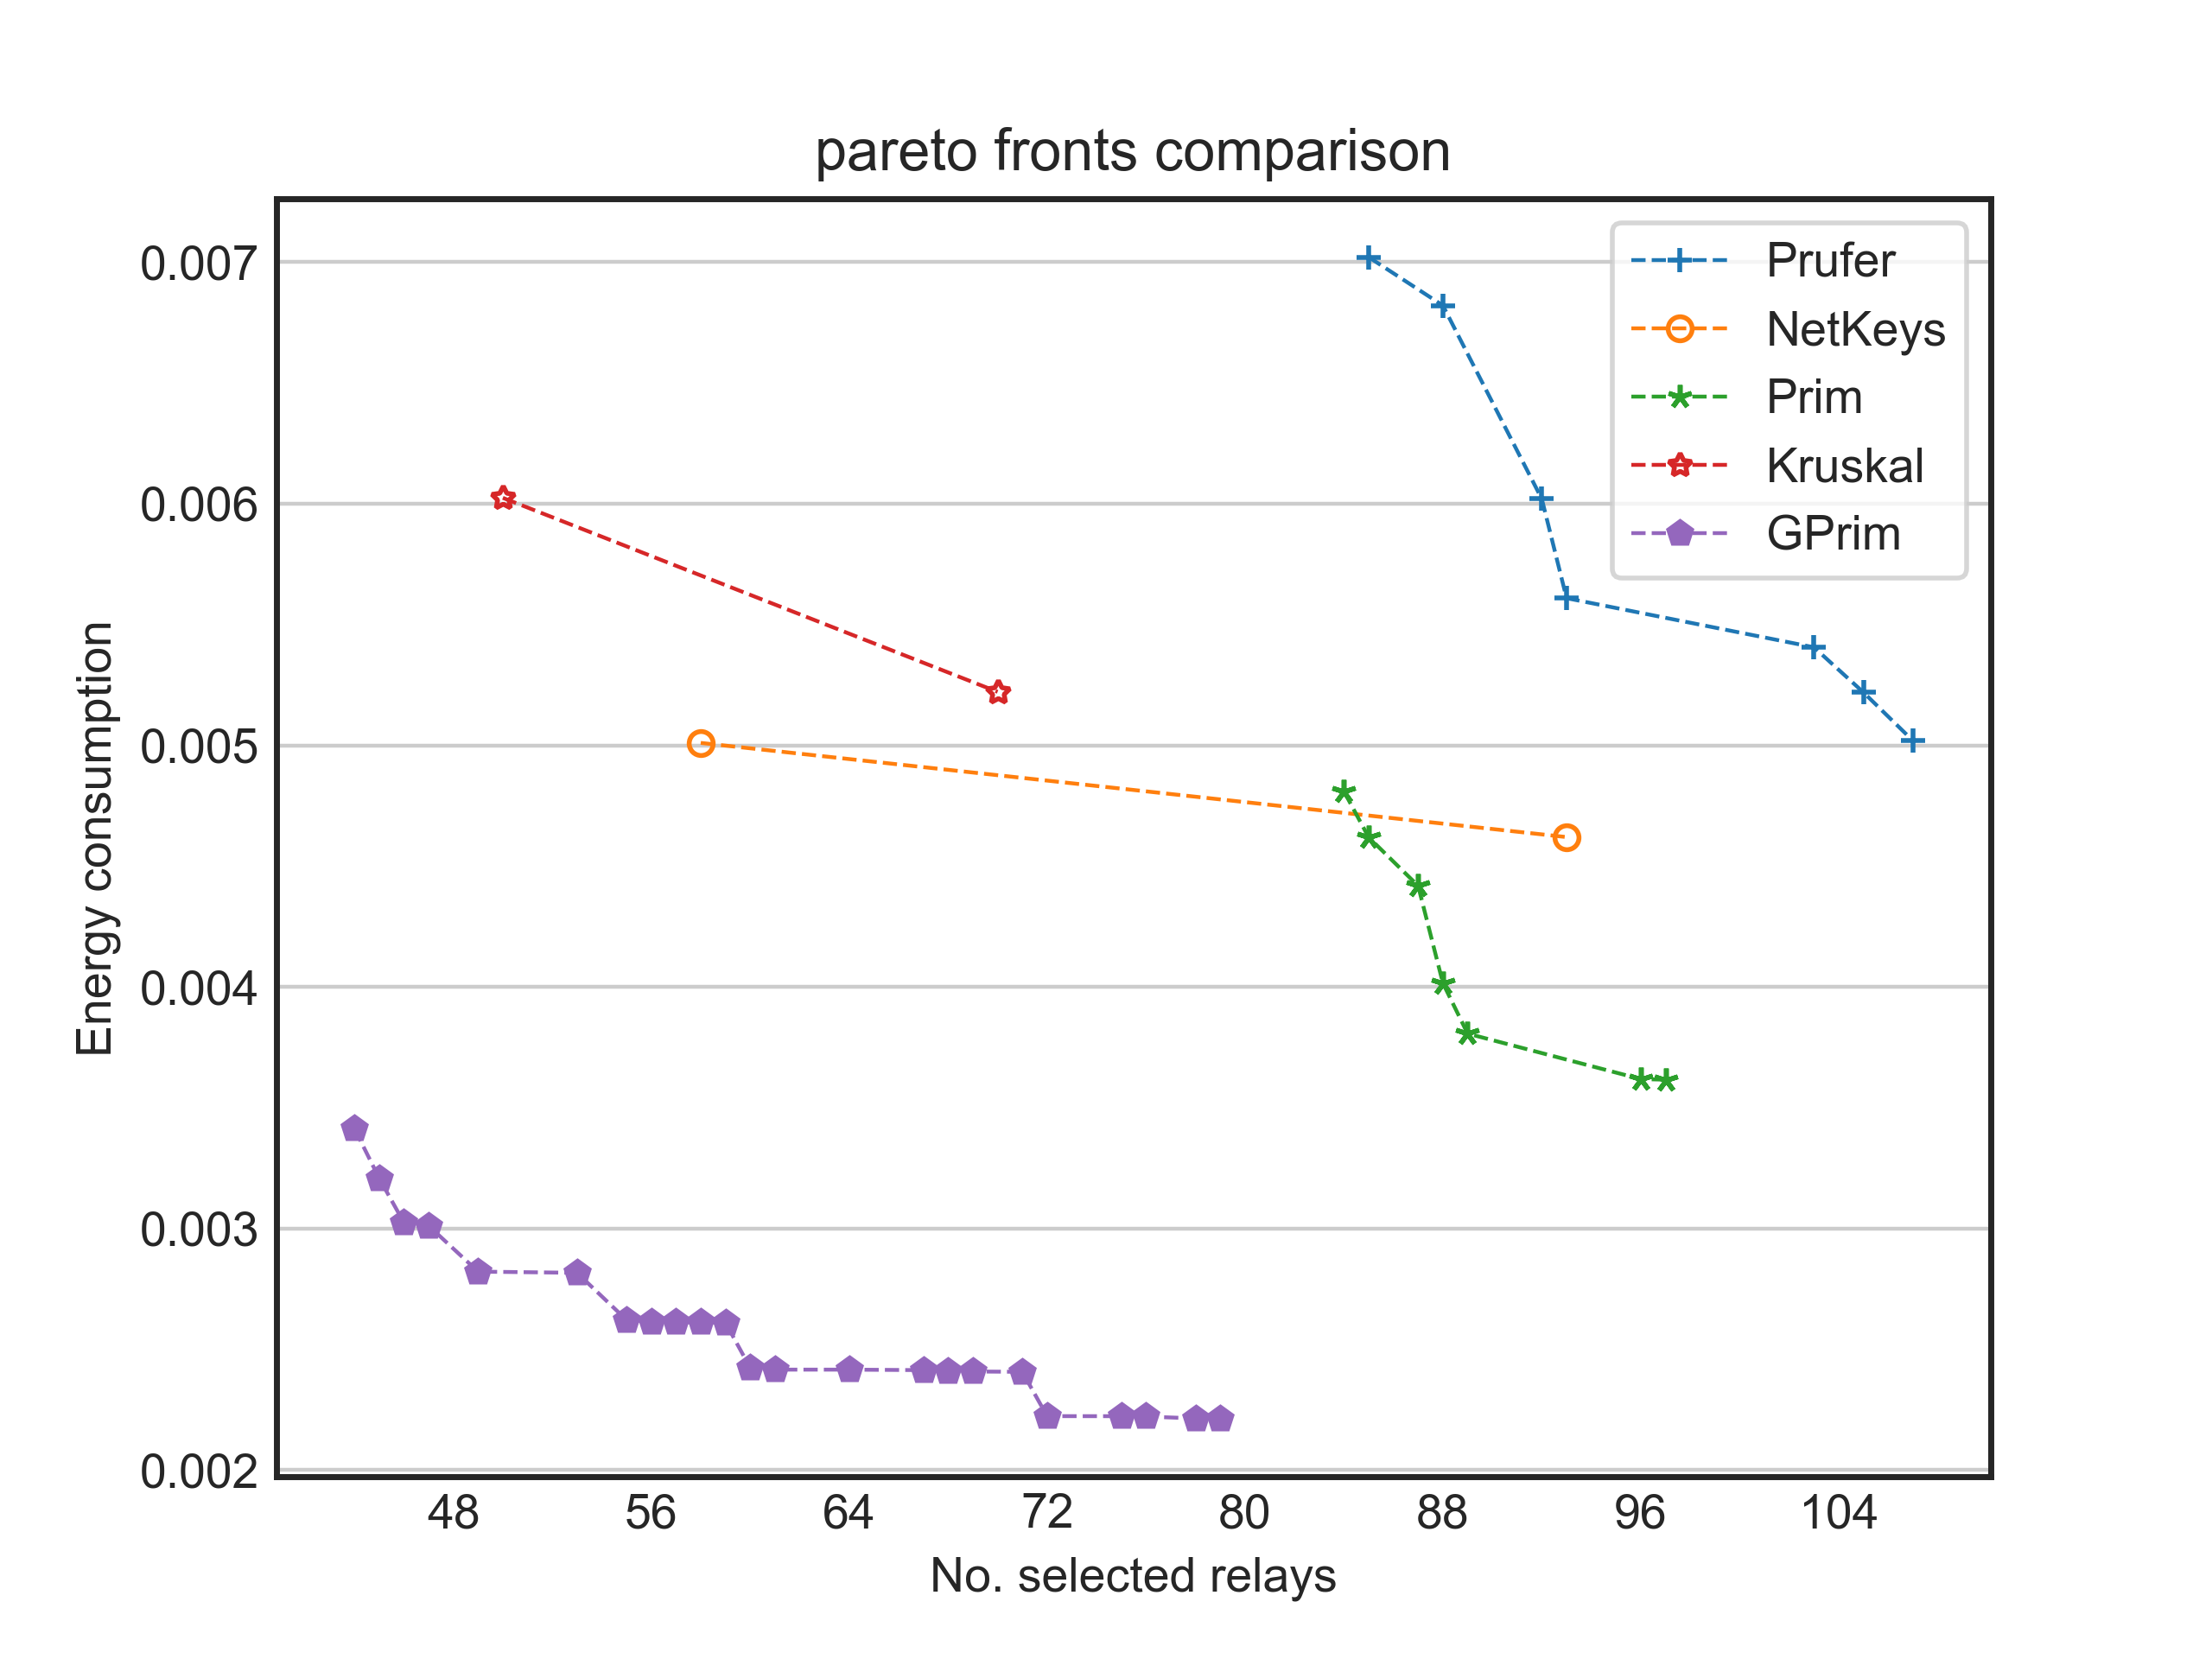 pareto fronts comparison
0.007
0.006
0.005
0.004
0.003
0.002
Energy consumption
Prufer
NetKeys
Prim
Kruskal
GPrim
48 56 64 72 80 88 96 104
No. selected relays